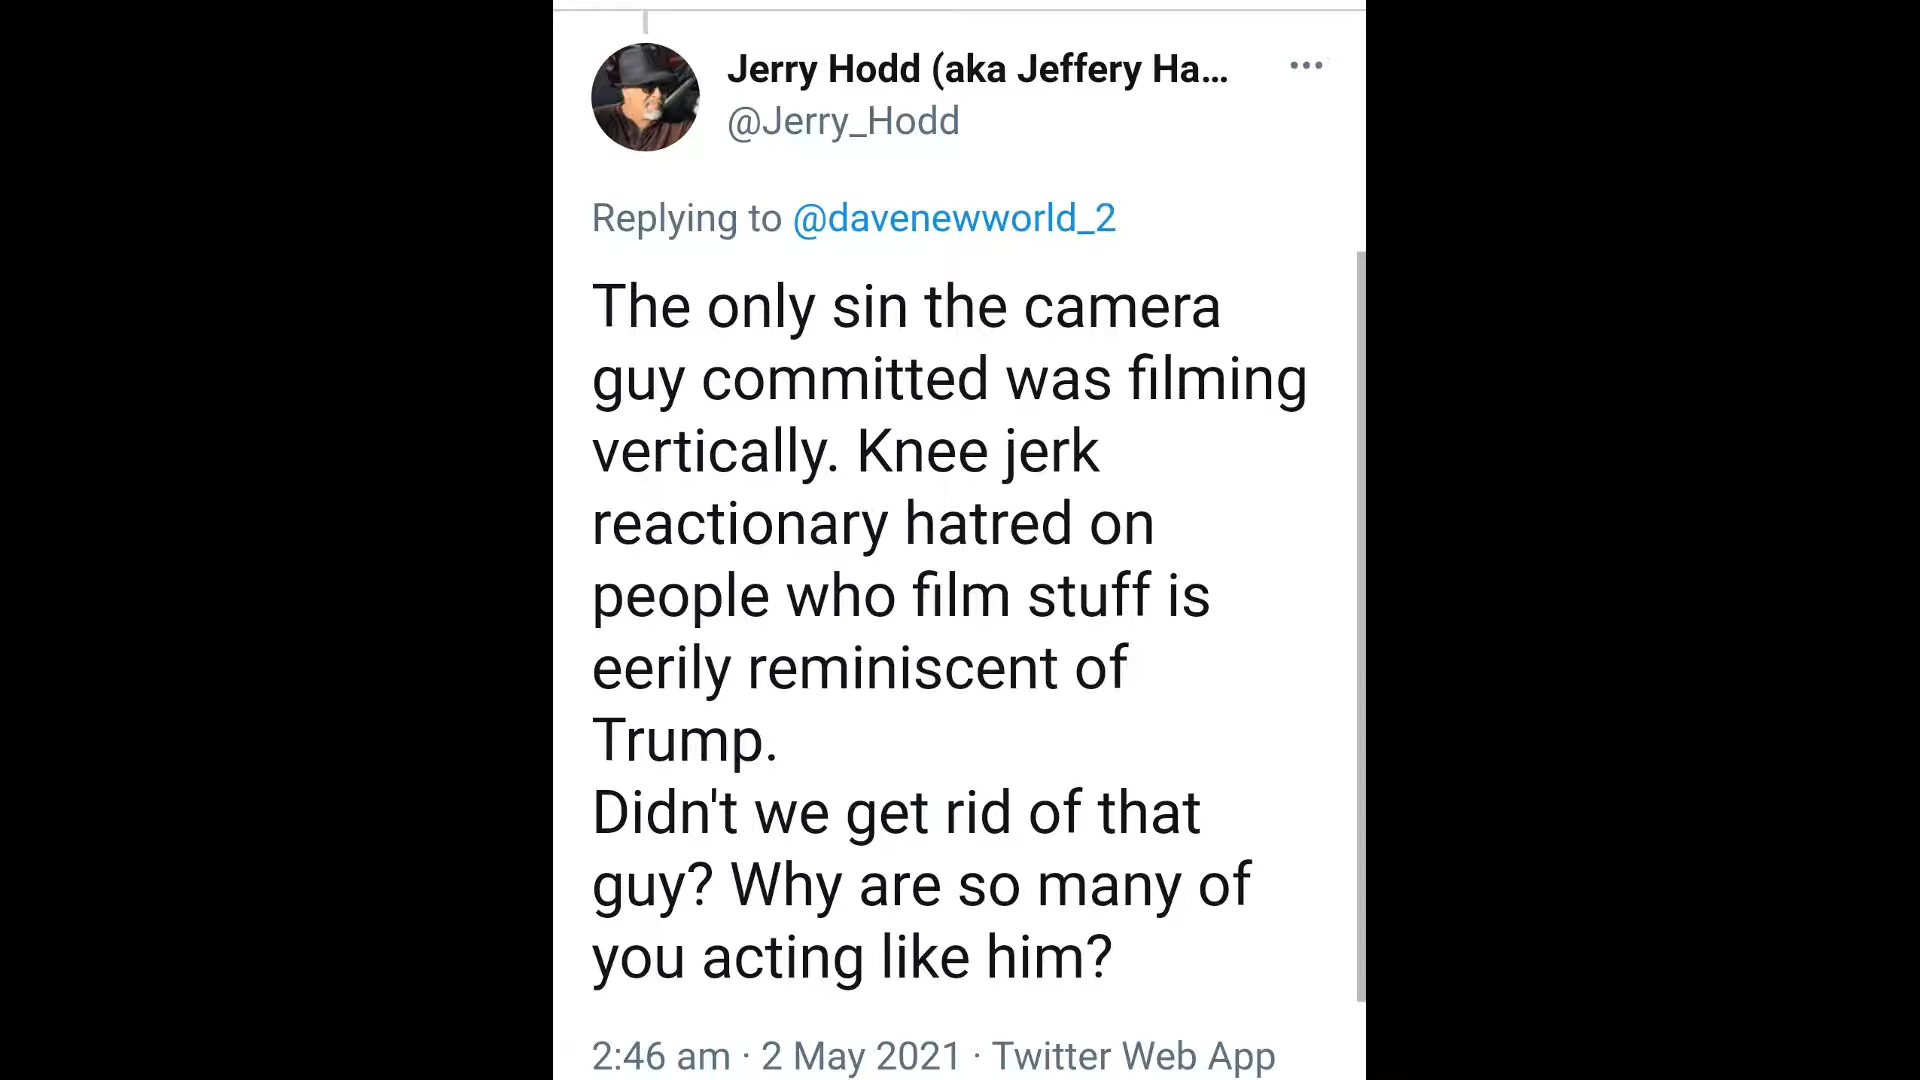 Jerry Hodd (aka Jeffery Ha...
@Jerry_Hodd
Replying to @davenewworld_2
The only sin the camera
guy committed was filming
vertically. Knee jerk
reactionary hatred on
people who film stuff is
eerily reminiscent of
Trump.
Didn't we get rid of that
guy? Why are so many of
you acting like him?
2:46 am · 2 May 2021 · Twitter Web App